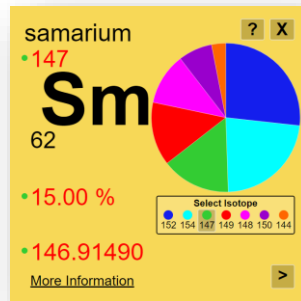 samarium
? X
147
Sm
62
15.00 %
Select Isotope
152 154 147 149 148 150 144
146.91490
More Information
>